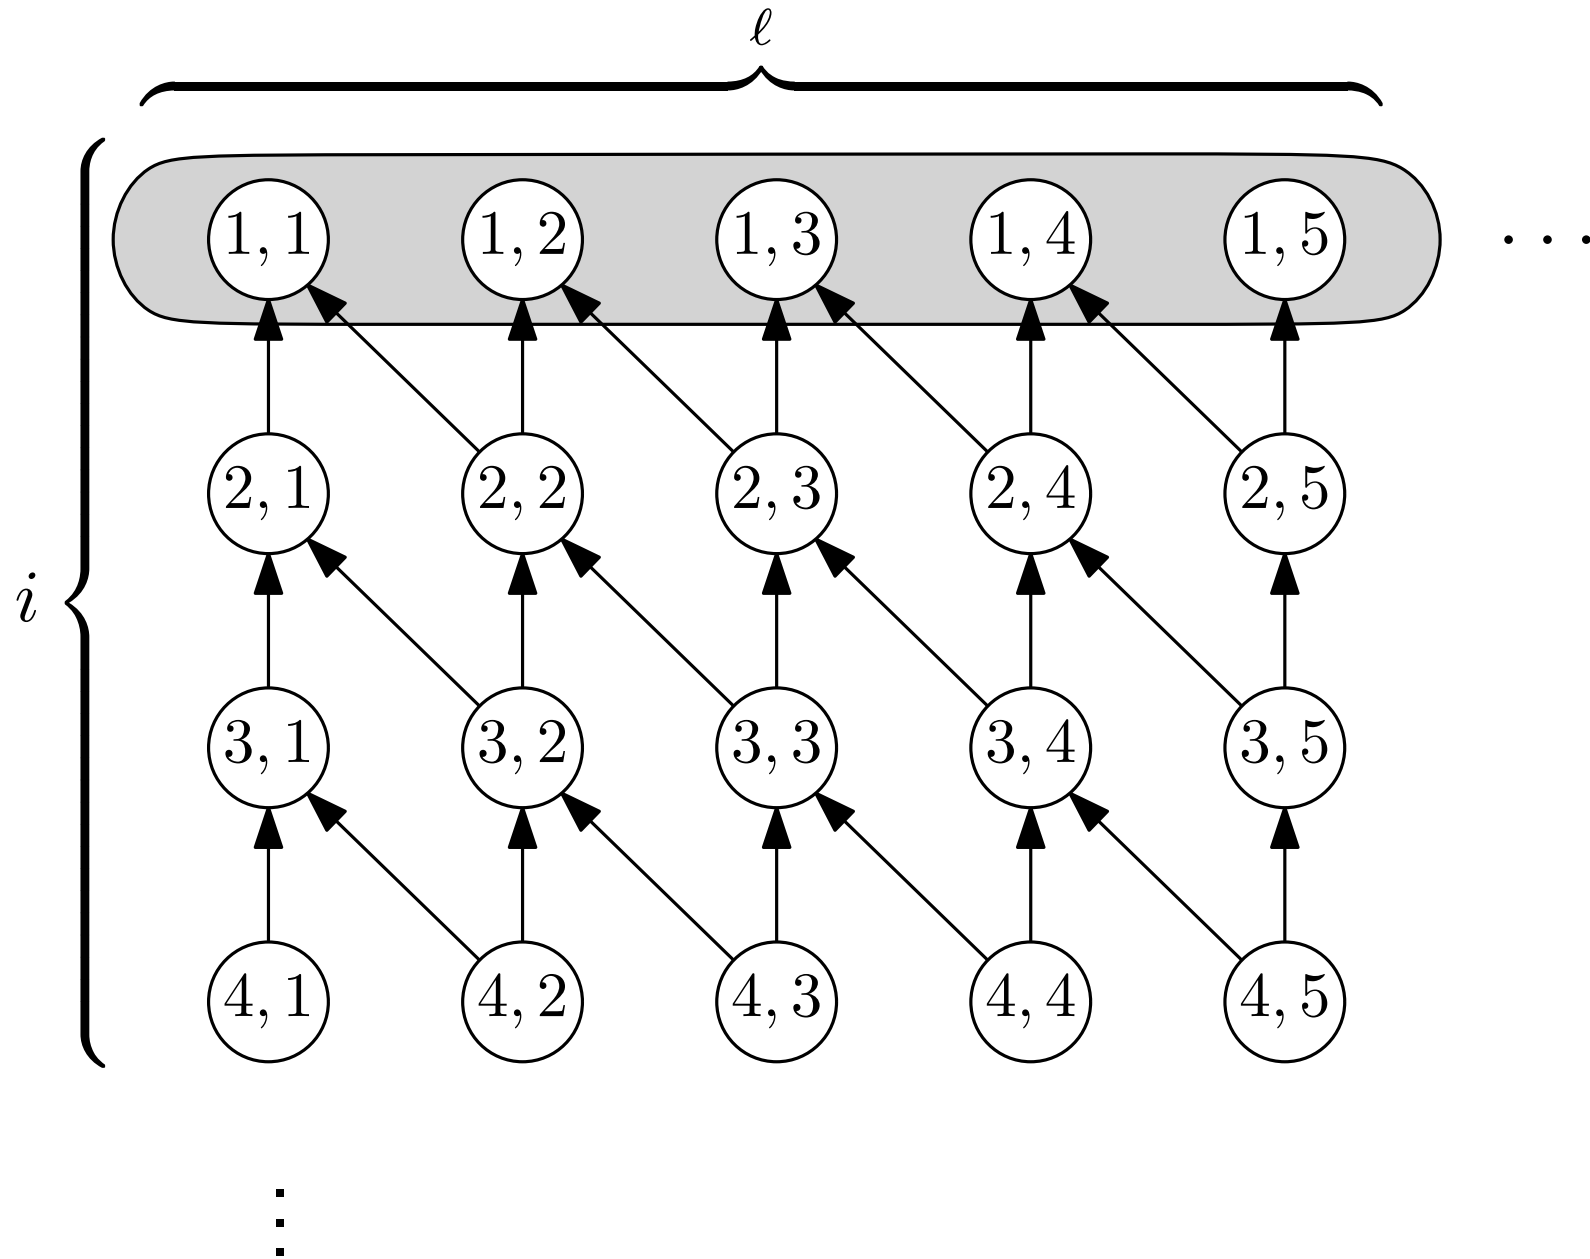 ℓ
1, 1 1, 2 1, 3 1, 4 1, 5 · · ·
2, 1 2, 2 2, 3 2, 4 2, 5
i
3, 1 3, 2 3, 3 3, 4 3, 5
4, 1 4, 2 4, 3 4, 4 4, 5
⋮